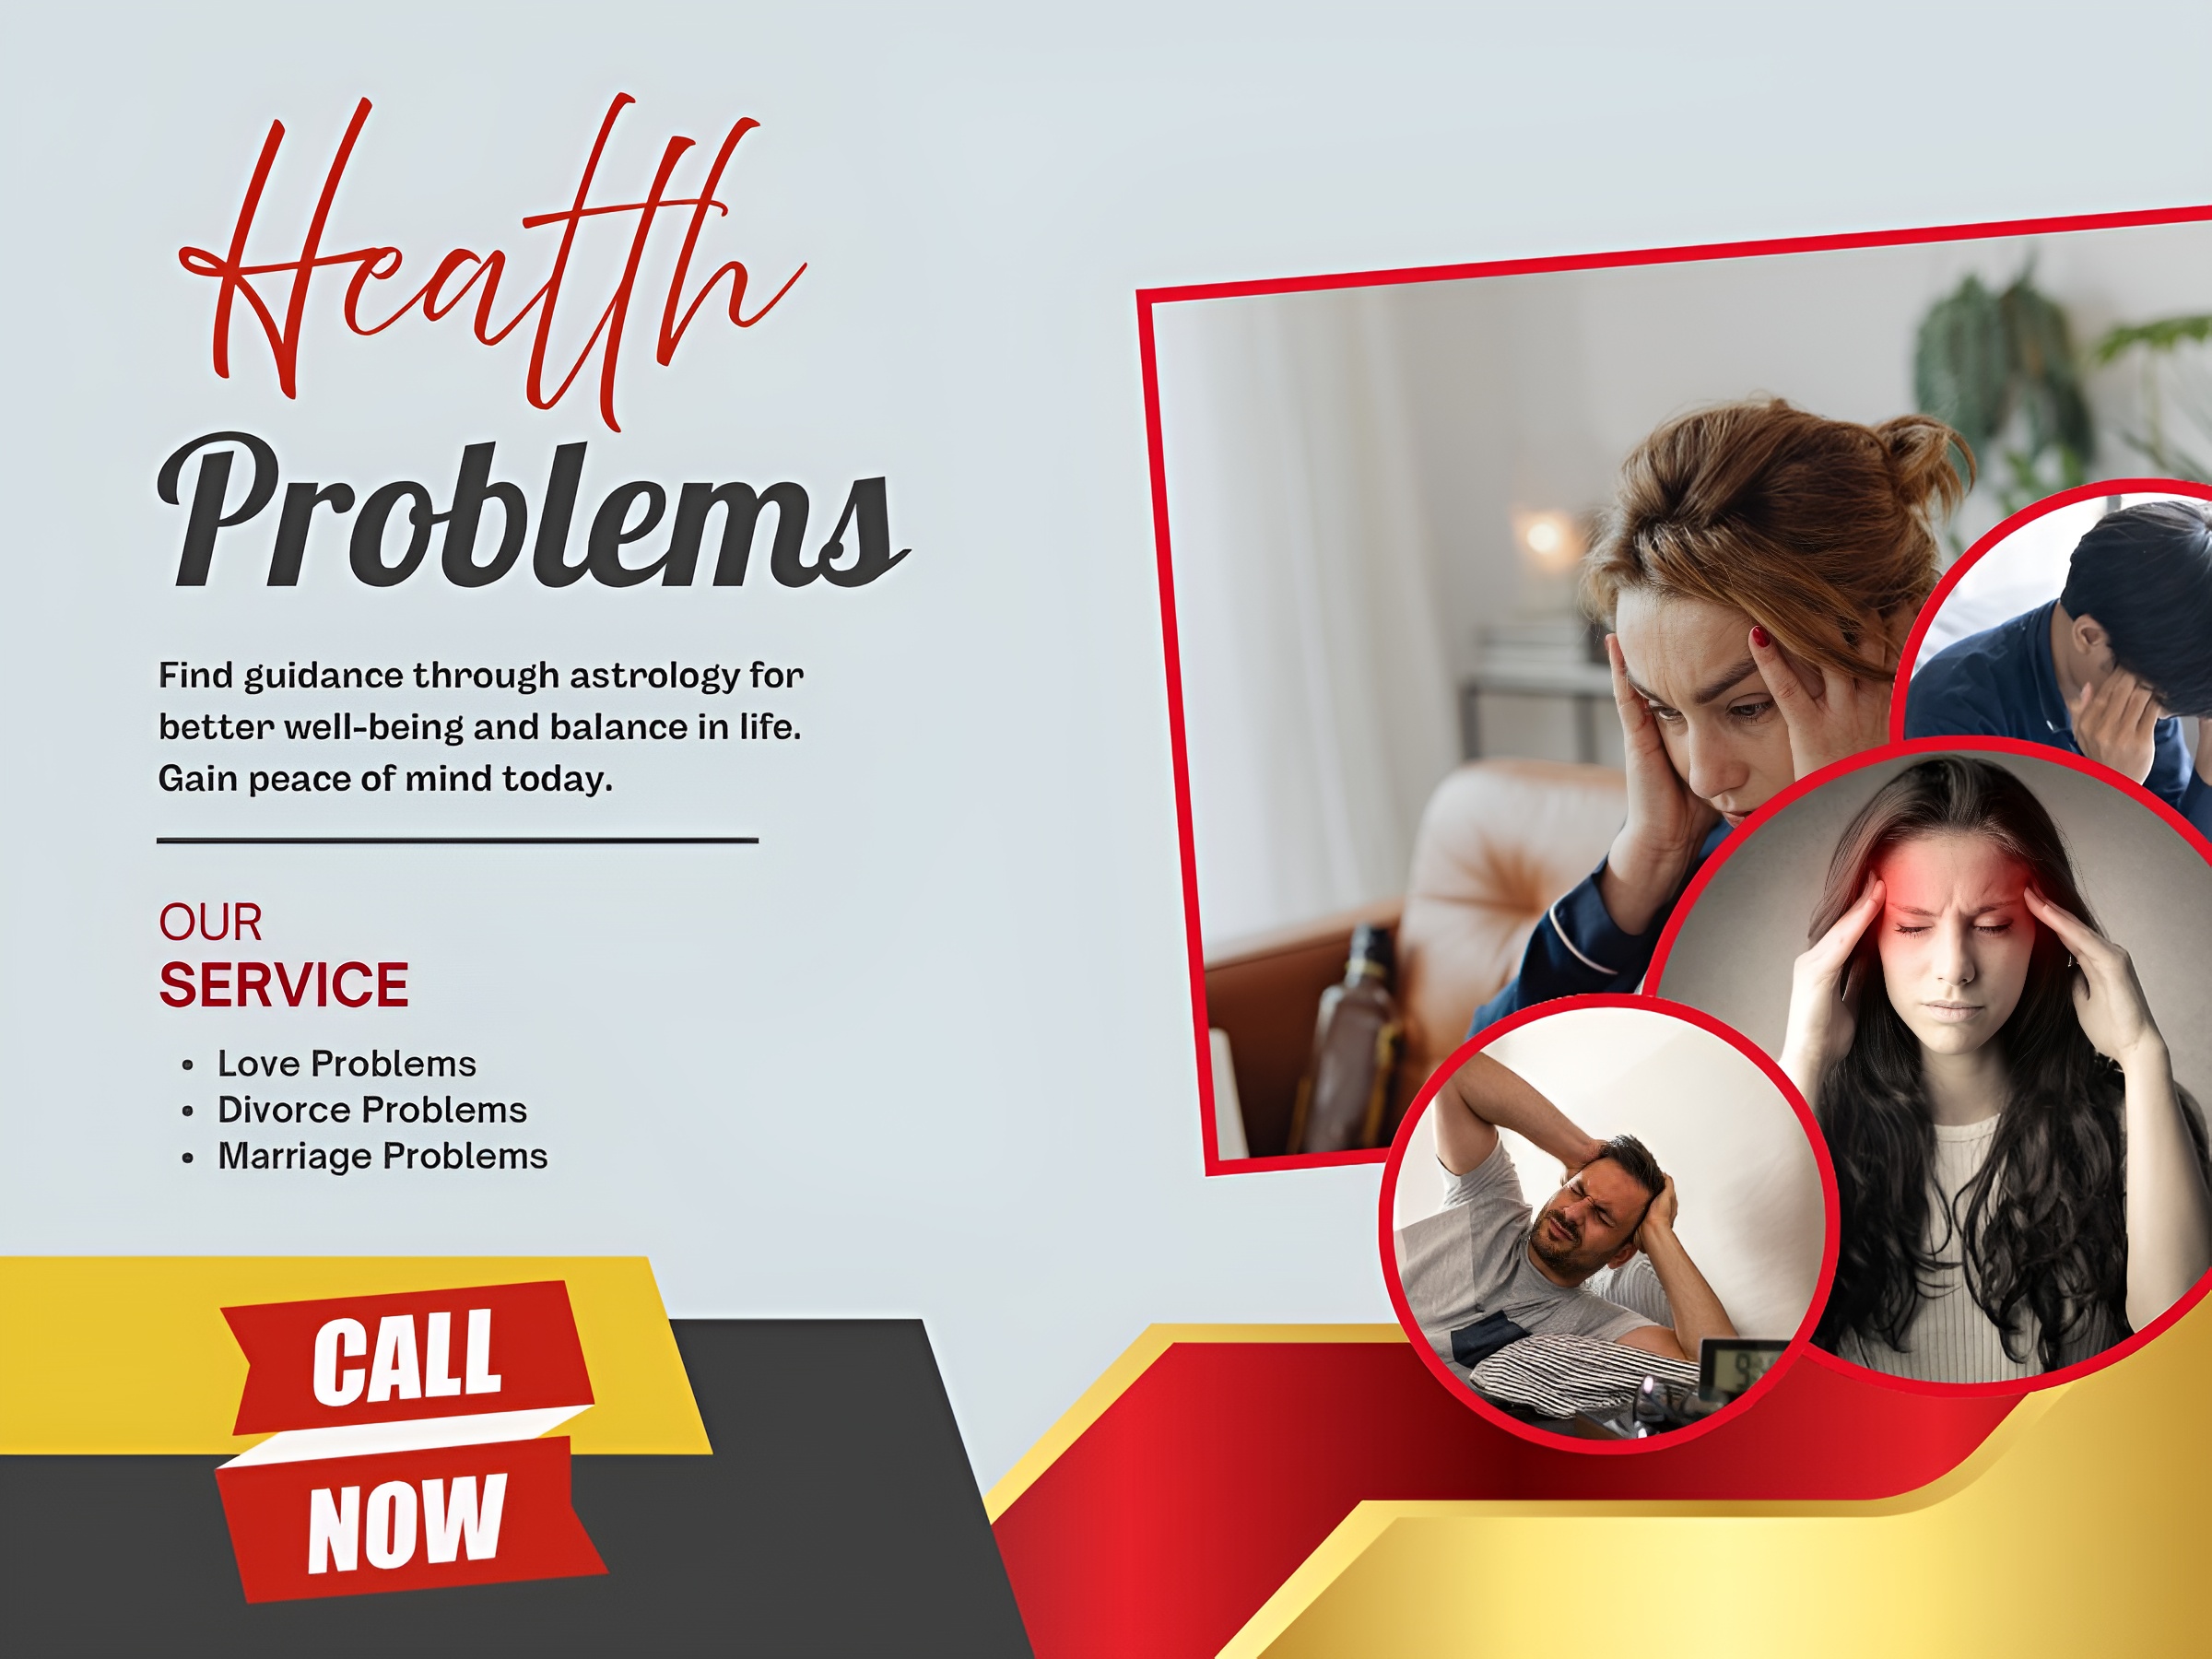 Health
Problems
Find guidance through astrology for
better well-being and balance in life.
Gain peace of mind today.
OUR
SERVICE
• Love Problems
• Divorce Problems
• Marriage Problems
CALL
NOW